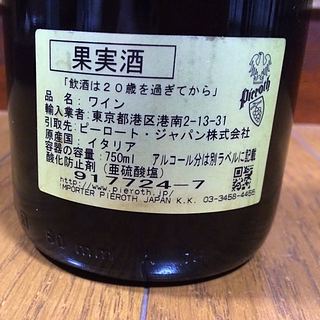 果実酒
Pieroth
「飲酒は20歳を過ぎてから」
品名：ワイン
輸入業者：東京都港区港南2-13-31
引取先：ピーロート・ジャパン株式会社
原産国：イタリア
容器の容量：750ml アルコール分は別ラベルに記載
酸化防止剤（亜硫酸塩）
917724-7
http://www.pieroth.jp/
IMPORTER PIEROTH JAPAN K.K. 03-3458-4455